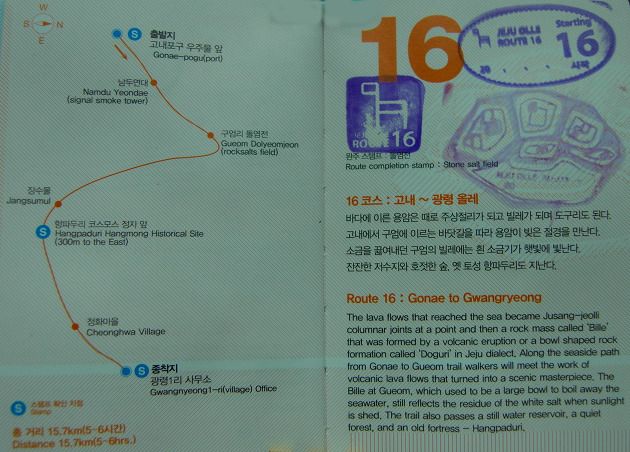 W
S N
E
S 출발지
고내포구 우주물 앞
Gonae-pogu(port)
남두연대
Namdu Yeondae
(signal smoke tower)
구엄리 돌염전
Gueom Dolyeomjeon
(rocksalts field)
장수물
Jangsumul
S 항파두리 코스모스 정자 앞
Hangpaduri Hangmong Historical Site
(300m to the East)
청화마을
Cheonghwa Village
S 종착지
광령1리 사무소
Gwangnyeong1-ri(village) Office
S 스탬프 확인 지점
Stamp
총 거리 15.7km(5-6시간)
Distance 15.7km(5-6hrs.)
16
JEJU OLLE
ROUTE 16
Starting
16
시작
20 . . .
ROUTE 16
완주 스탬프 : 돌염전
Route completion stamp : Stone salt field
JEJU OLLE
20
16 코스 : 고내 ~ 광령 올레
바다에 이른 용암은 때로 주상절리가 되고 빌레가 되며 도구리도 된다.
고내에서 구엄에 이르는 바닷길을 따라 용암이 빚은 절경을 만난다.
소금을 끓여내던 구엄의 빌레에는 흰 소금기가 햇빛에 빛난다.
잔잔한 저수지와 호젓한 숲, 옛 토성 항파두리도 지난다.
Route 16 : Gonae to Gwangryeong
The lava flows that reached the sea became Jusang-jeolli
columnar joints at a point and then a rock mass called 'Bille'
that was formed by a volcanic eruption or a bowl shaped rock
formation called 'Doguri' in Jeju dialect. Along the seaside path
from Gonae to Gueom trail walkers will meet the work of
volcanic lava flows that turned into a scenic masterpiece. The
Bille at Gueom, which used to be a large bowl to boil away the
seawater, still reflects the residue of the white salt when sunlight
is shed. The trail also passes a still water reservoir, a quiet
forest, and an old fortress - Hangpaduri.